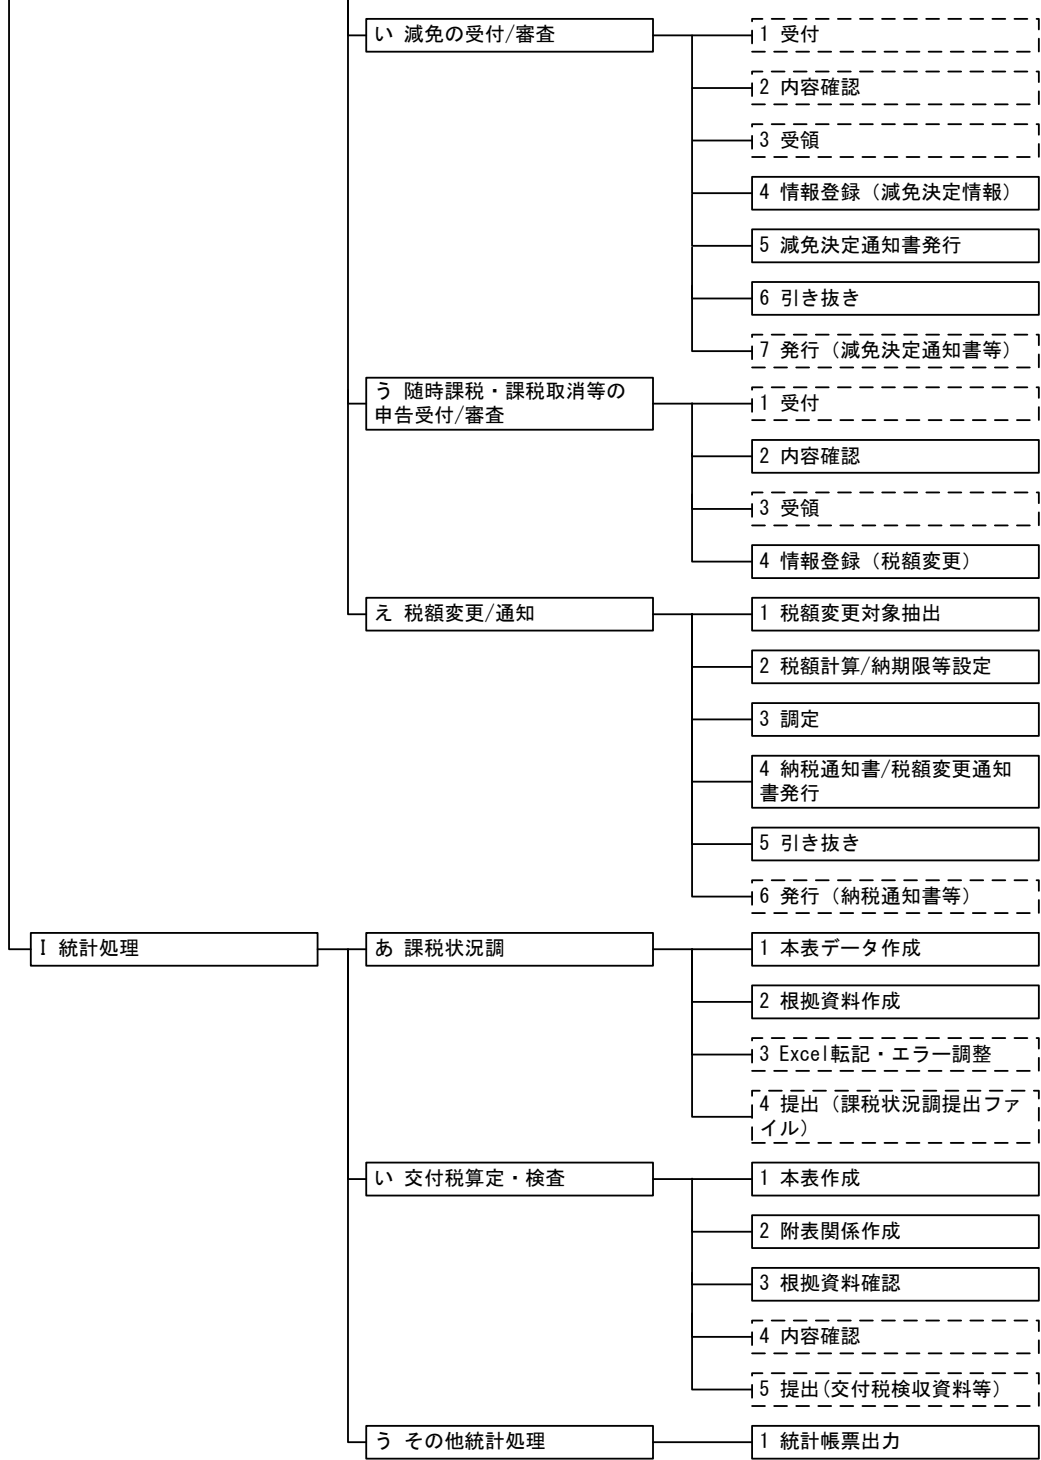 い 減免の受付/審査
1 受付
2 内容確認
3 受領
4 情報登録（減免決定情報）
5 減免決定通知書発行
6 引き抜き
7 発行（減免決定通知書等）
う 随時課税・課税取消等の
申告受付/審査
1 受付
2 内容確認
3 受領
4 情報登録（税額変更）
え 税額変更/通知
1 税額変更対象抽出
2 税額計算/納期限等設定
3 調定
4 納税通知書/税額変更通知
書発行
5 引き抜き
6 発行（納税通知書等）
I 統計処理
あ 課税状況調
1 本表データ作成
2 根拠資料作成
3 Excel転記・エラー調整
4 提出（課税状況調提出ファ
イル）
い 交付税算定・検査
1 本表作成
2 附表関係作成
3 根拠資料確認
4 内容確認
5 提出(交付税検収資料等)
う その他統計処理
1 統計帳票出力